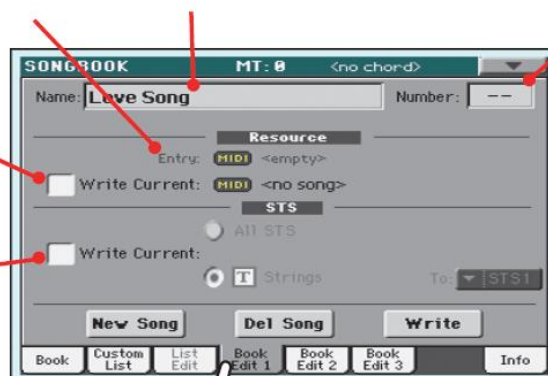 SONGBOOK MT: 0 <no chord>
Name: Love Song Number: --
Resource
Entry: MIDI <empty>
Write Current: MIDI <no song>
STS
All STS
Write Current:
T Strings To: STS1
New Song Del Song Write
Book Custom List List Edit Book Edit 1 Book Edit 2 Book Edit 3 Info